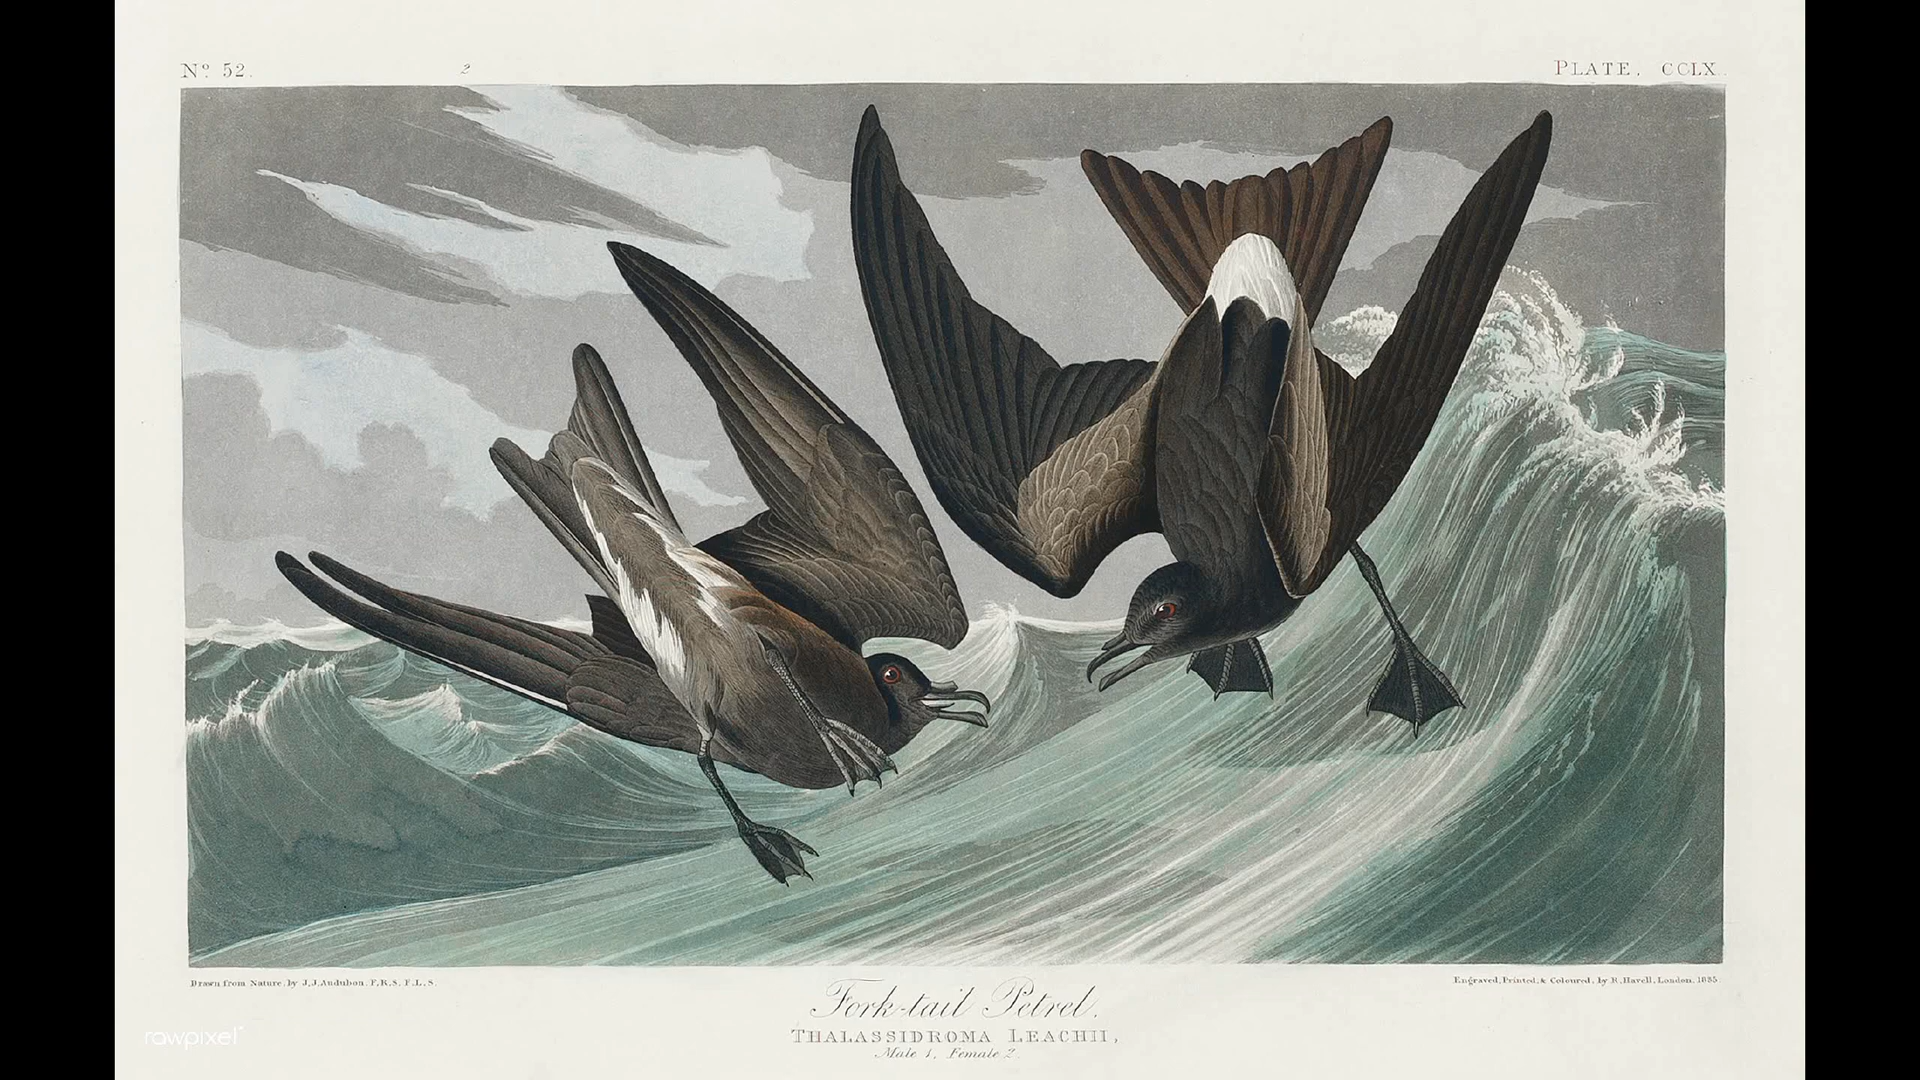 Nº 52.
2
PLATE. CCLX.
Drawn from Nature, by J.J.Audubon. F.R.S. F.L.S.
Engraved, Printed, & Coloured, by R. Havell, London, 1835
Fork-tail Petrel.
THALASSIDROMA LEACHII,
Male 1, Female 2.
rawpixel